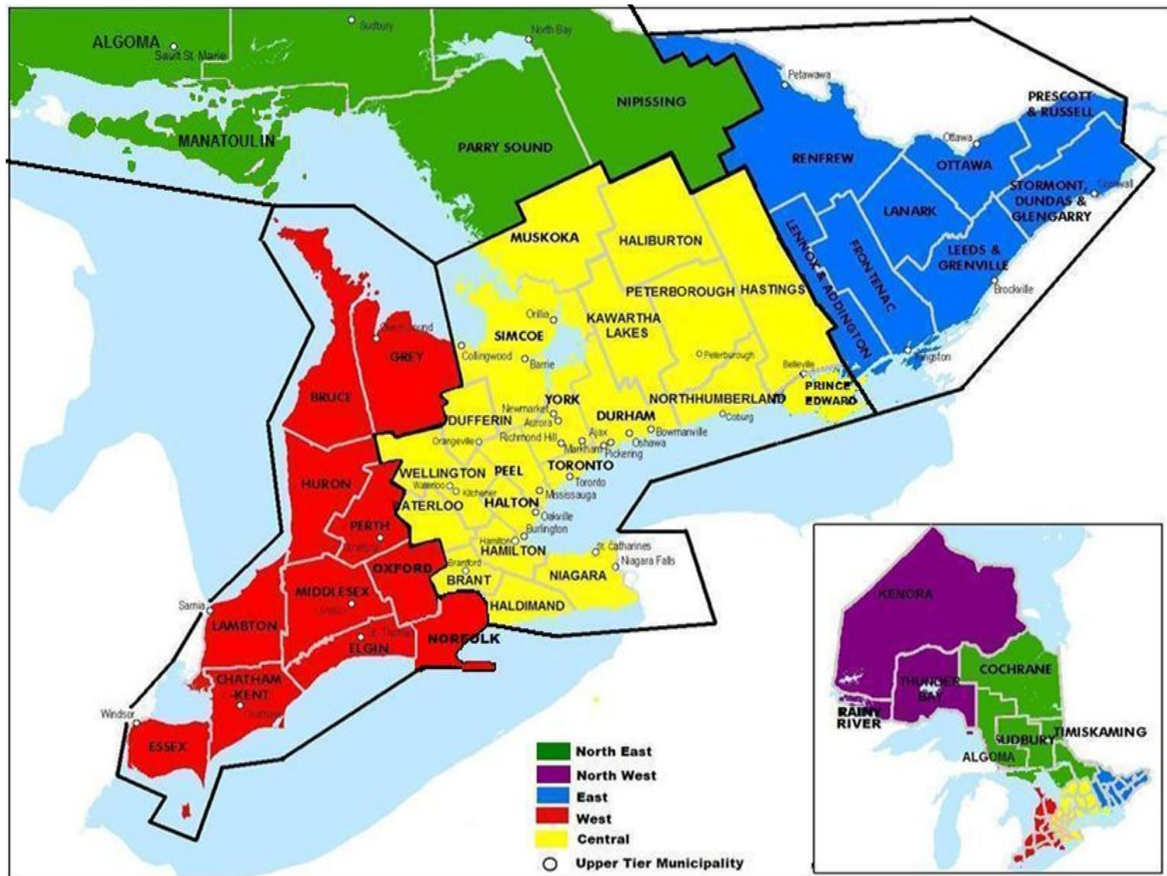 ALGOMA
Sudbury
Sault St. Marie
North Bay
MANATOULIN
PARRY SOUND
NIPISSING
Petawawa
PRESCOTT
& RUSSELL
Ottawa
OTTAWA
RENFREW
LANARK
STORMONT,
DUNDAS &
GLENGARRY
Cornwall
LEEDS &
GRENVILLE
Brockville
LENNOX & ADDINGTON
FRONTENAC
Kingston
MUSKOKA
HALIBURTON
PETERBOROUGH
HASTINGS
KAWARTHA
LAKES
Orillia
SIMCOE
Collingwood
Barrie
Peterborough
Belleville
PRINCE
EDWARD
GREY
BRUCE
YORK
Newmarket
Aurora
DUFFERIN
DURHAM
NORTHHUMBERLAND
Coburg
Orangeville
Richmond Hill
Ajax
Markham
Pickering
Oshawa
Bowmanville
WELLINGTON
PEEL
TORONTO
Toronto
Waterloo
Kitchener
WATERLOO
HALTON
Mississauga
Oakville
Burlington
Hamilton
HAMILTON
HURON
PERTH
OXFORD
Brantford
BRANT
St. Catharines
Niagara Falls
NIAGARA
HALDIMAND
MIDDLESEX
London
Sarnia
LAMBTON
St. Thomas
ELGIN
NORFOLK
CHATHAM
-KENT
Chatham
Windsor
ESSEX
North East
North West
East
West
Central
Upper Tier Municipality
KENORA
THUNDER
BAY
RAINY
RIVER
COCHRANE
TIMISKAMING
SUDBURY
ALGOMA